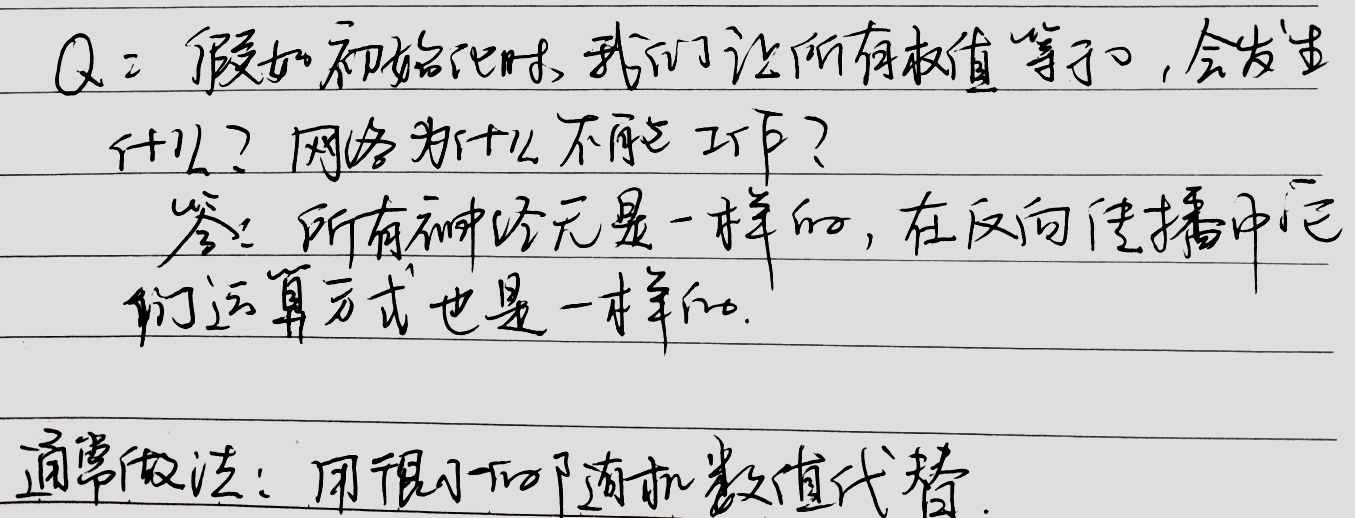 Q：假如初始化时，我们让所有权值等于0，会发生
什么？网络为什么不能工作？
答：所有神经元是一样的，在反向传播中它
们运算方式也是一样的.
通常做法：用很小的随机数值代替.